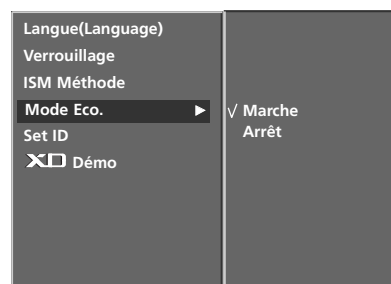 Langue(Language)
Verrouillage
ISM Méthode
Mode Eco. ►
√ Marche
Arrêt
Set ID
XD Démo